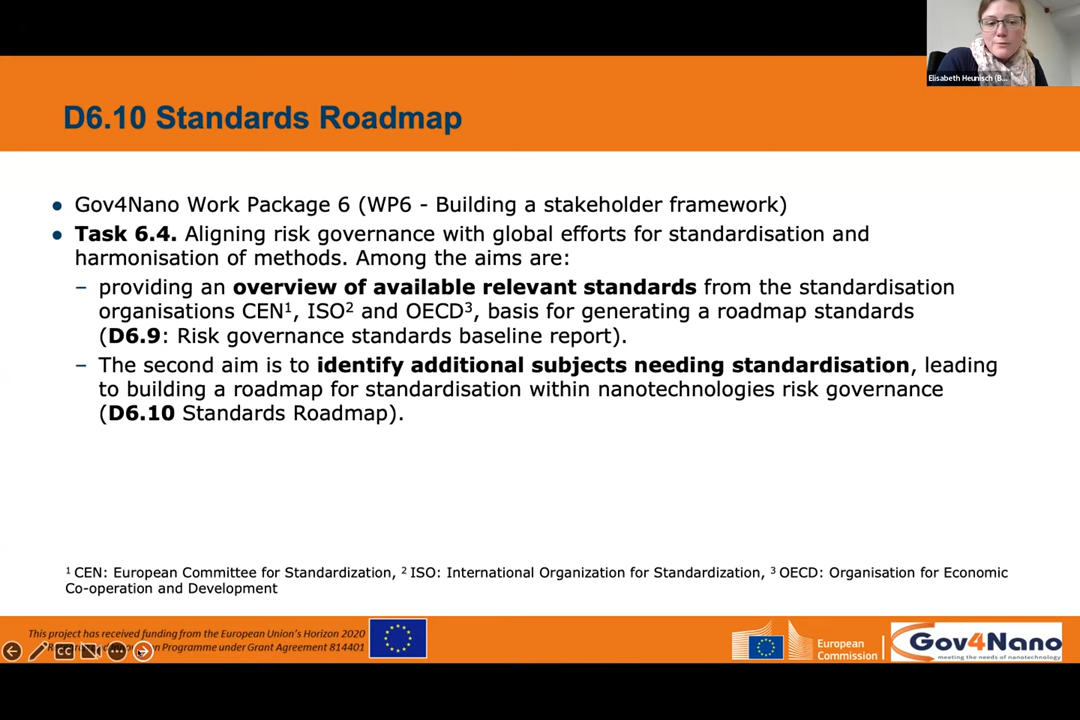 Elisabeth Heunisch (B...
D6.10 Standards Roadmap
• Gov4Nano Work Package 6 (WP6 - Building a stakeholder framework)
• Task 6.4. Aligning risk governance with global efforts for standardisation and
harmonisation of methods. Among the aims are:
– providing an overview of available relevant standards from the standardisation
organisations CEN¹, ISO² and OECD³, basis for generating a roadmap standards
(D6.9: Risk governance standards baseline report).
– The second aim is to identify additional subjects needing standardisation, leading
to building a roadmap for standardisation within nanotechnologies risk governance
(D6.10 Standards Roadmap).
¹ CEN: European Committee for Standardization, ² ISO: International Organization for Standardization, ³ OECD: Organisation for Economic
Co-operation and Development
This project has received funding from the European Union's Horizon 2020
Programme under Grant Agreement 814401
CC
European
Commission
Gov4Nano
meeting the needs of nanotechnology